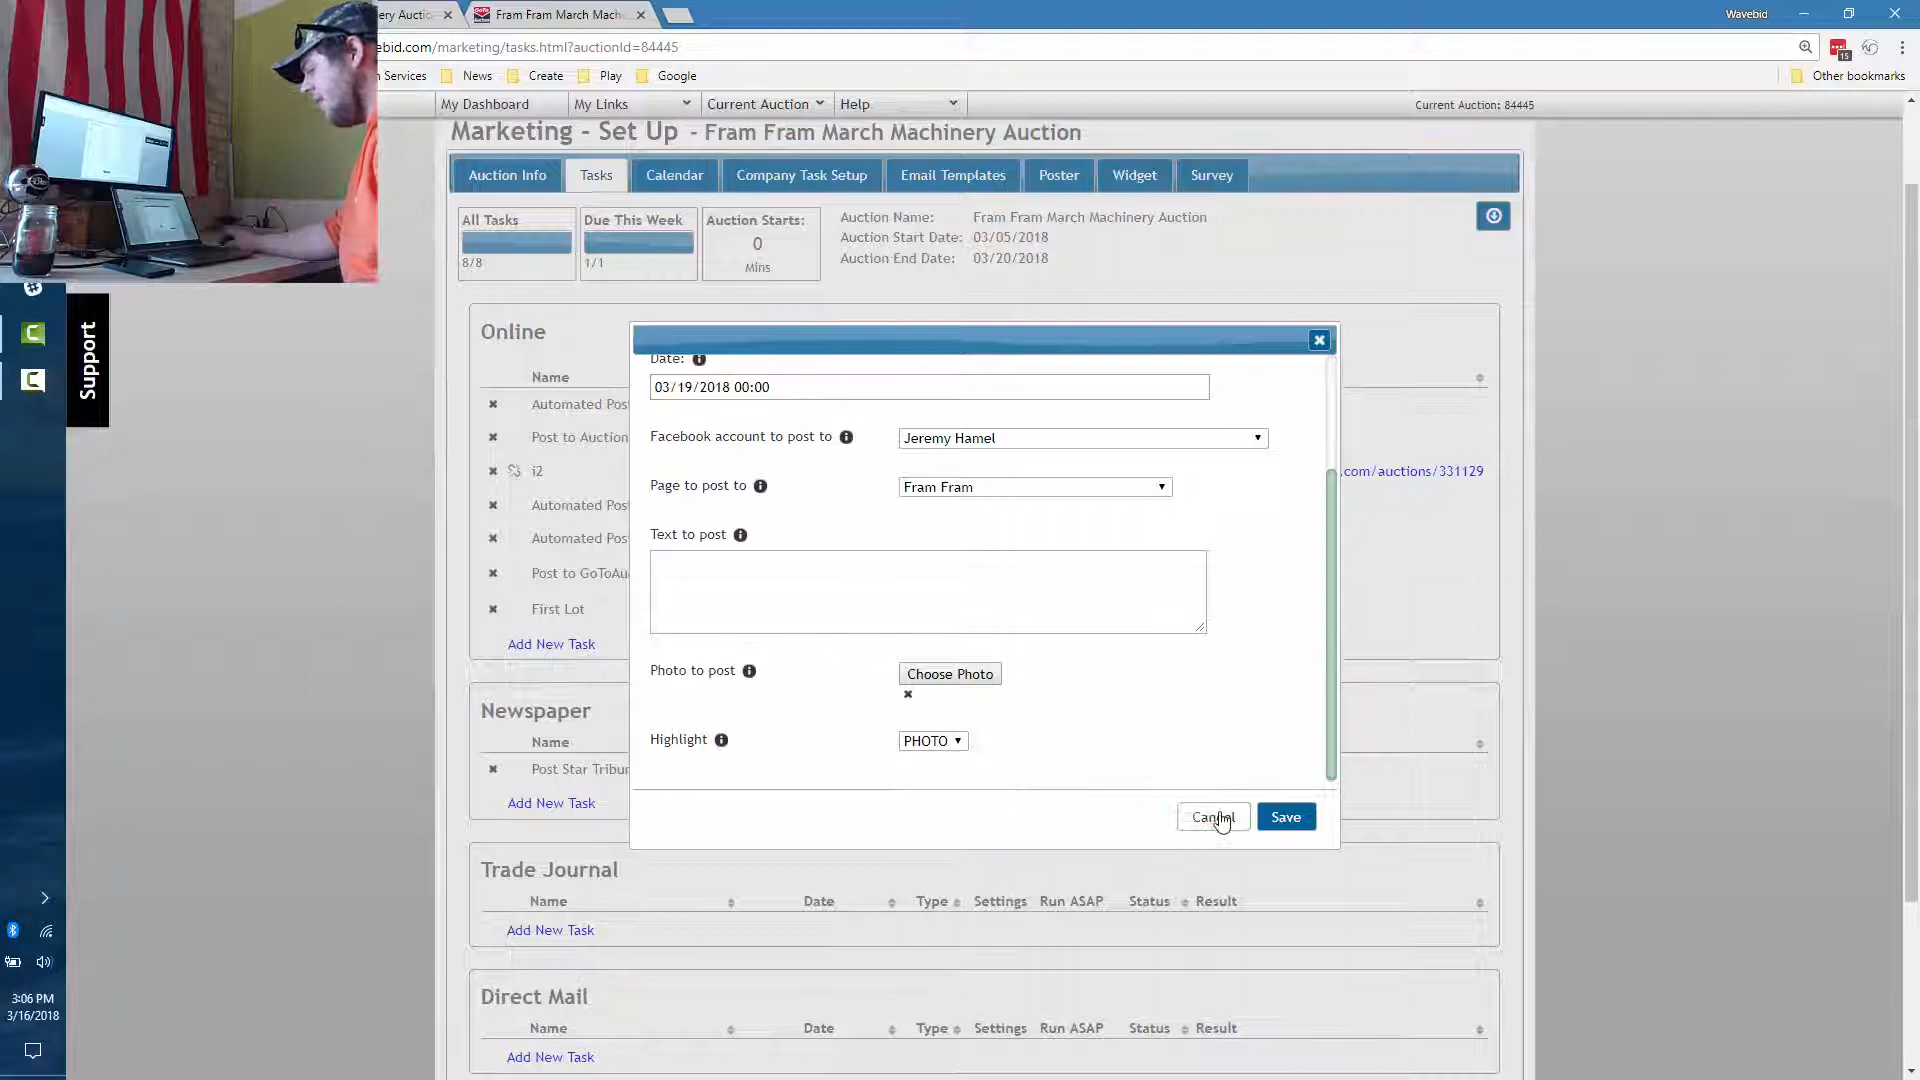 ery Auctio
Fram Fram March Mach
Wavebid
ebid.com/marketing/tasks.html?auctionId=84445
15
n Services
News
Create
Play
Google
Other bookmarks
My Dashboard
My Links
Current Auction
Help
Current Auction: 84445
Marketing - Set Up - Fram Fram March Machinery Auction
Auction Info
Tasks
Calendar
Company Task Setup
Email Templates
Poster
Widget
Survey
All Tasks
8/8
Due This Week
1/1
Auction Starts:
0
Mins
Auction Name: Fram Fram March Machinery Auction
Auction Start Date: 03/05/2018
Auction End Date: 03/20/2018
Support
Online
Name
Automated Pos
Post to Auction
i2
.com/auctions/331129
Automated Pos
Automated Pos
Post to GoToAu
First Lot
Add New Task
Date:
03/19/2018 00:00
Facebook account to post to
Jeremy Hamel
Page to post to
Fram Fram
Text to post
Photo to post
Choose Photo
Highlight
PHOTO
Cancel
Save
Newspaper
Name
Post Star Tribun
Add New Task
Trade Journal
Name Date Type Settings Run ASAP Status Result
Add New Task
Direct Mail
Name Date Type Settings Run ASAP Status Result
Add New Task
3:06 PM
3/16/2018